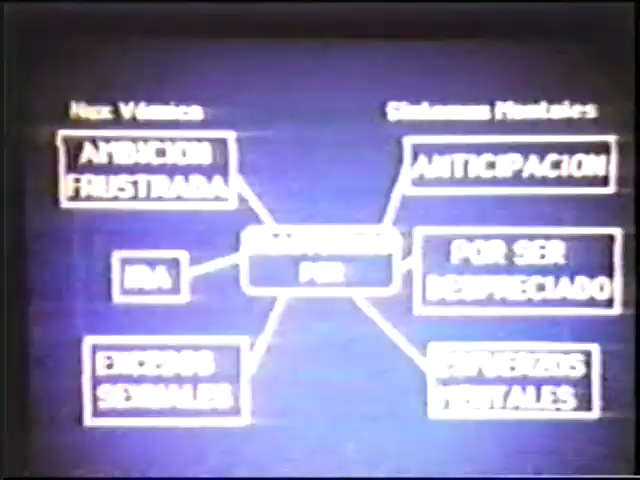 Nux Vómica
Síntomas Mentales
AMBICION
FRUSTRADA
ANTICIPACION
POR
IRA
POR SER
DESPRECIADO
EXCESOS
SEXUALES
ESFUERZOS
MENTALES